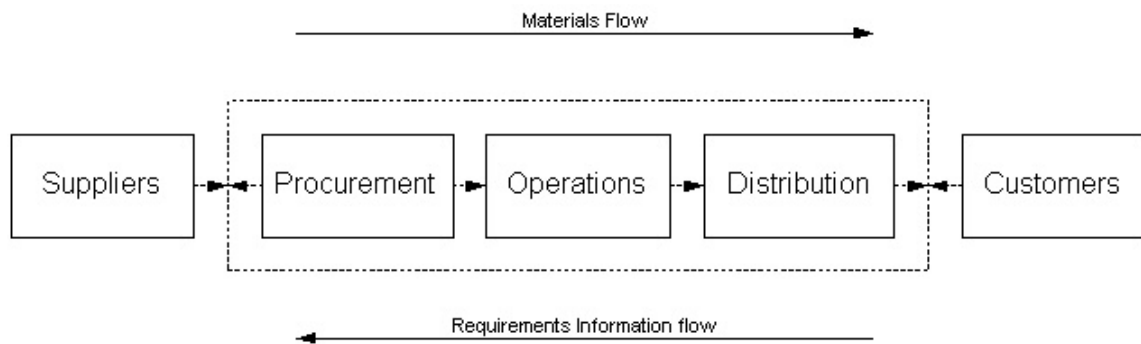 Materials Flow
Suppliers
Procurement
Operations
Distribution
Customers
Requirements Information flow